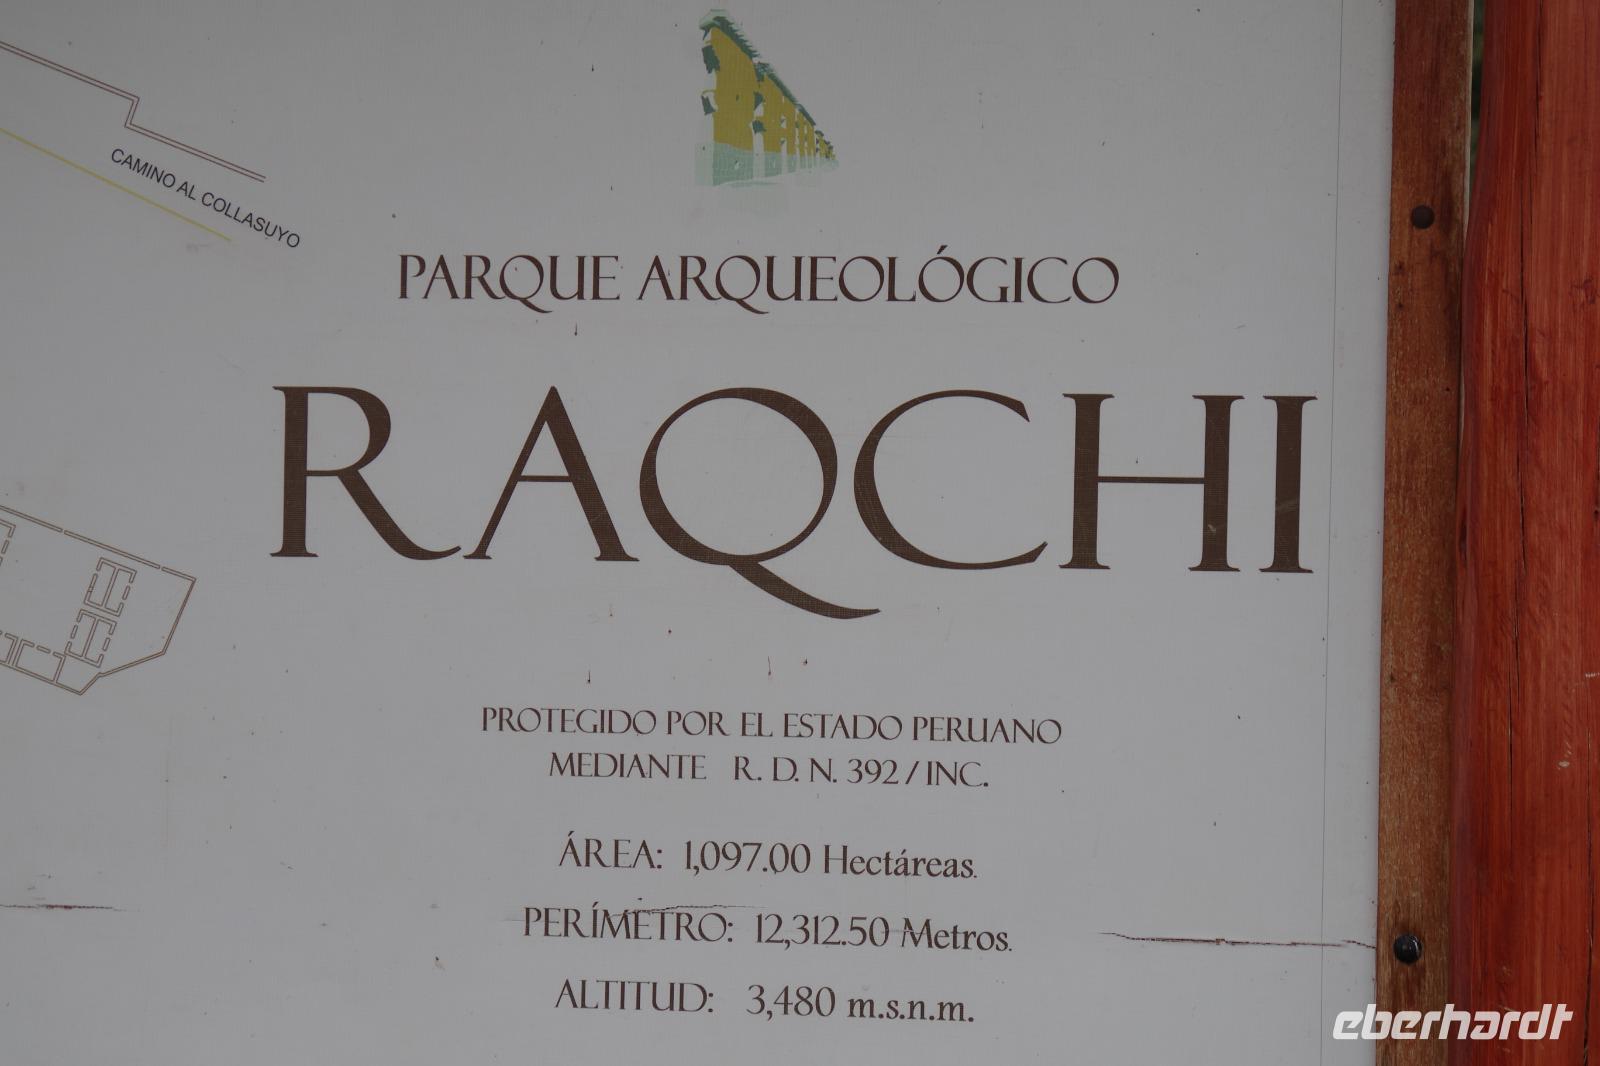 CAMINO AL COLLASUYO
PARQUE ARQUEOLÓGICO
RAQCHI
PROTEGIDO POR EL ESTADO PERUANO
MEDIANTE R. D. N. 392 / INC.
ÁREA: 1,097.00 Hectáreas.
PERÍMETRO: 12,312.50 Metros.
ALTITUD: 3,480 m.s.n.m.
eberhardt